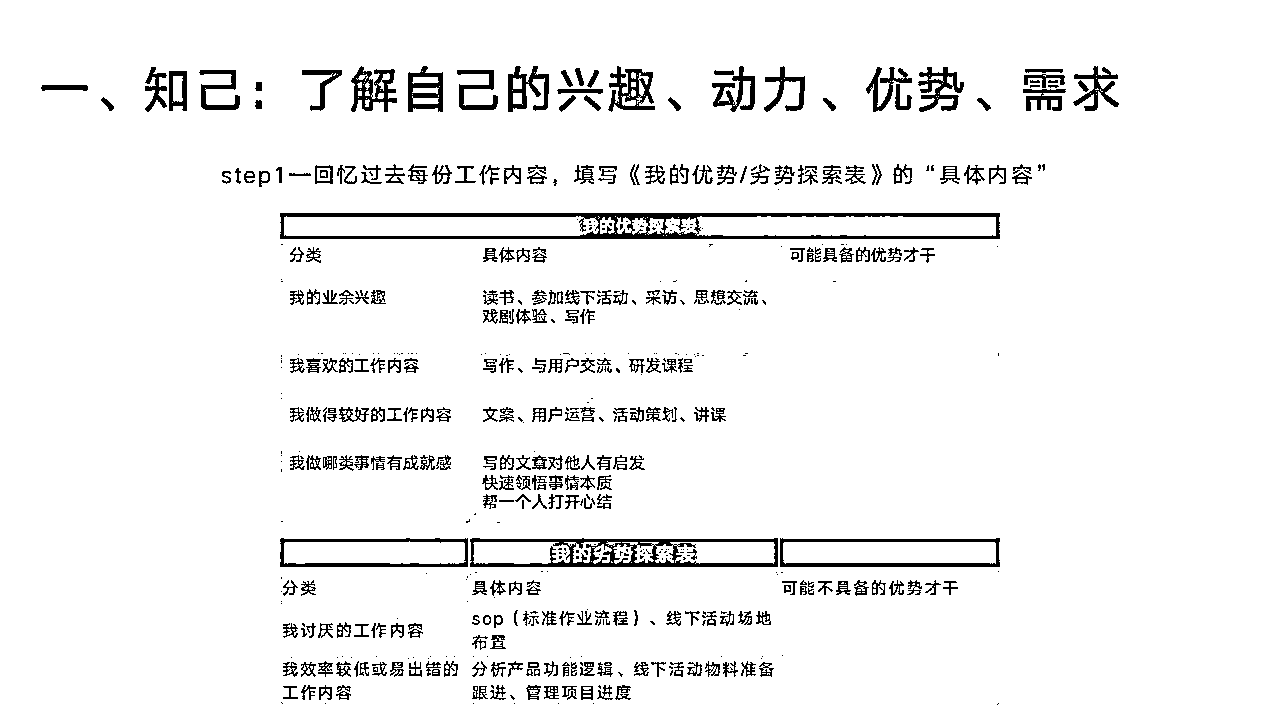 一、知己：了解自己的兴趣、动力、优势、需求
step1一回忆过去每份工作内容，填写《我的优势/劣势探索表》的“具体内容”
我的优势探索表
分类 具体内容 可能具备的优势才干
我的业余兴趣 读书、参加线下活动、采访、思想交流、
戏剧体验、写作
我喜欢的工作内容 写作、与用户交流、研发课程
我做得较好的工作内容 文案、用户运营、活动策划、讲课
我做哪类事情有成就感 写的文章对他人有启发
快速领悟事情本质
帮一个人打开心结
我的劣势探索表
分类 具体内容 可能不具备的优势才干
我讨厌的工作内容 sop（标准作业流程）、线下活动场地
布置
我效率较低或易出错的 分析产品功能逻辑、线下活动物料准备
工作内容 跟进、管理项目进度